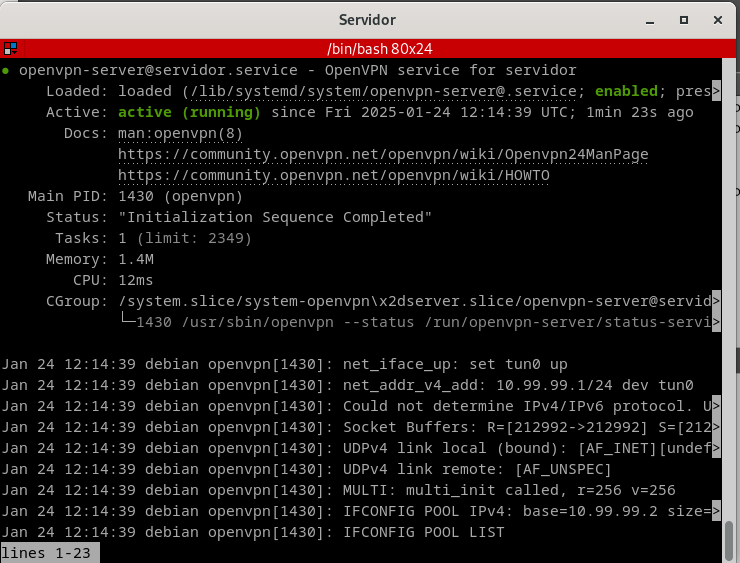 Servidor
/bin/bash 80x24
● openvpn-server@servidor.service - OpenVPN service for servidor
Loaded: loaded (/lib/systemd/system/openvpn-server@.service; enabled; pres>
Active: active (running) since Fri 2025-01-24 12:14:39 UTC; 1min 23s ago
Docs: man:openvpn(8)
https://community.openvpn.net/openvpn/wiki/Openvpn24ManPage
https://community.openvpn.net/openvpn/wiki/HOWTO
Main PID: 1430 (openvpn)
Status: "Initialization Sequence Completed"
Tasks: 1 (limit: 2349)
Memory: 1.4M
CPU: 12ms
CGroup: /system.slice/system-openvpn\x2dserver.slice/openvpn-server@servid>
└─1430 /usr/sbin/openvpn --status /run/openvpn-server/status-servi>
Jan 24 12:14:39 debian openvpn[1430]: net_iface_up: set tun0 up
Jan 24 12:14:39 debian openvpn[1430]: net_addr_v4_add: 10.99.99.1/24 dev tun0
Jan 24 12:14:39 debian openvpn[1430]: Could not determine IPv4/IPv6 protocol. U>
Jan 24 12:14:39 debian openvpn[1430]: Socket Buffers: R=[212992->212992] S=[212>
Jan 24 12:14:39 debian openvpn[1430]: UDPv4 link local (bound): [AF_INET][undef>
Jan 24 12:14:39 debian openvpn[1430]: UDPv4 link remote: [AF_UNSPEC]
Jan 24 12:14:39 debian openvpn[1430]: MULTI: multi_init called, r=256 v=256
Jan 24 12:14:39 debian openvpn[1430]: IFCONFIG POOL IPv4: base=10.99.99.2 size=>
Jan 24 12:14:39 debian openvpn[1430]: IFCONFIG POOL LIST
lines 1-23